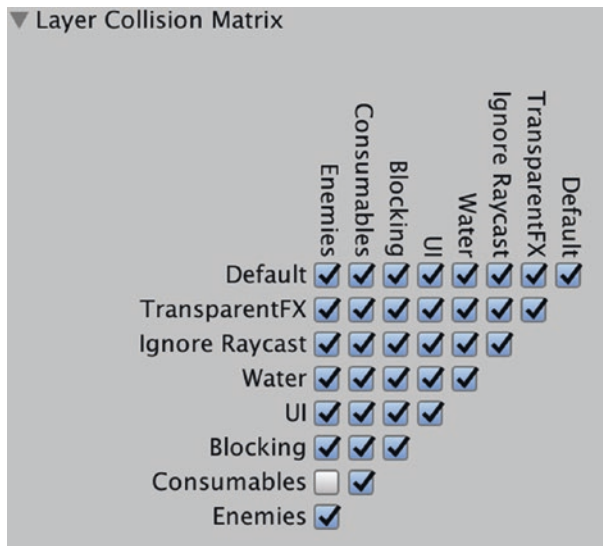 Layer Collision Matrix
Enemies
Consumables
Blocking
UI
Water
Ignore Raycast
TransparentFX
Default
Default
TransparentFX
Ignore Raycast
Water
UI
Blocking
Consumables
Enemies